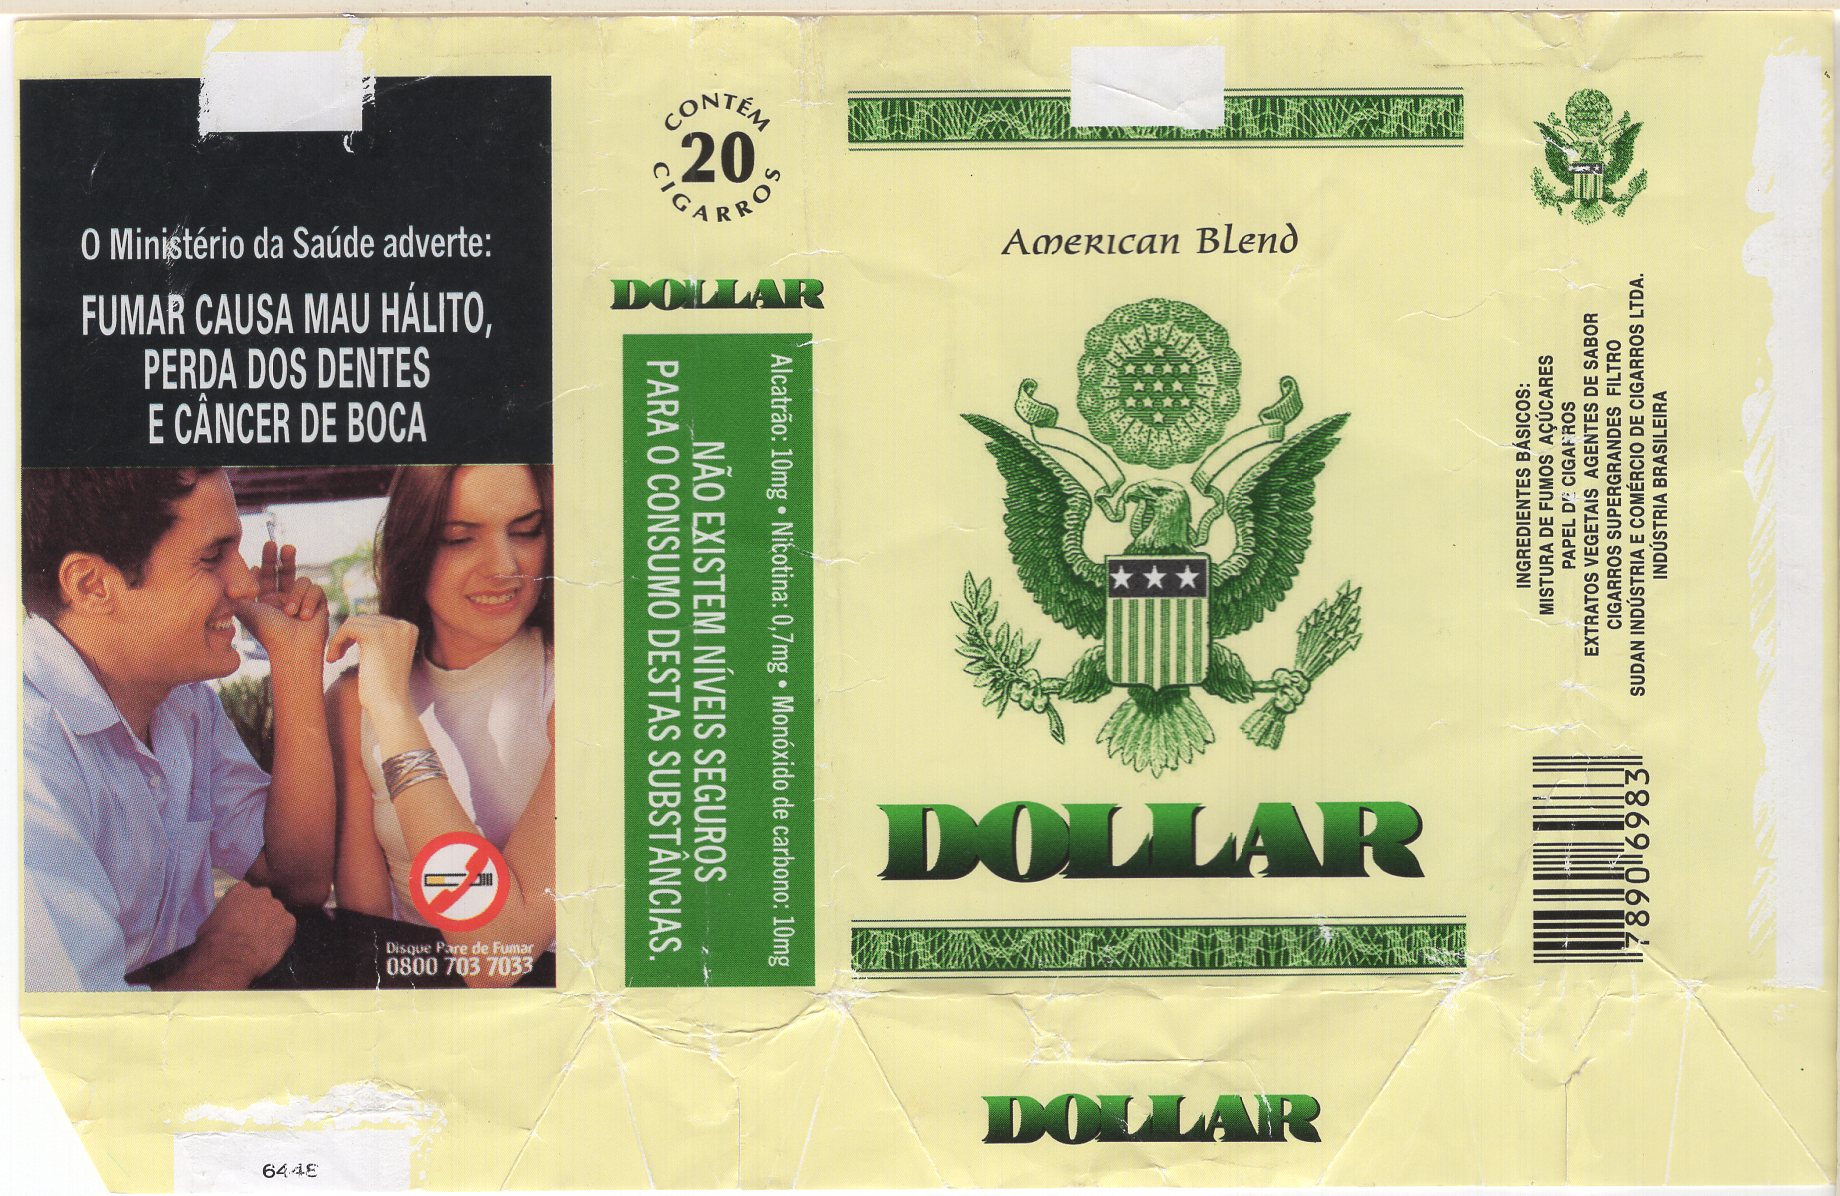 O Ministério da Saúde adverte:
FUMAR CAUSA MAU HÁLITO,
PERDA DOS DENTES
E CÂNCER DE BOCA
Disque Pare de Fumar
0800 703 7033
CONTÉM
20
CIGARROS
DOLLAR
Alcatrão: 10mg • Nicotina: 0,7mg • Monóxido de carbono: 10mg
NÃO EXISTEM NÍVEIS SEGUROS
PARA O CONSUMO DESTAS SUBSTÂNCIAS.
American Blend
DOLLAR
INGREDIENTES BÁSICOS:
MISTURA DE FUMOS AÇÚCARES
PAPEL DE CIGARROS
EXTRATOS VEGETAIS AGENTES DE SABOR
CIGARROS SUPERGRANDES FILTRO
SUDAN INDÚSTRIA E COMÉRCIO DE CIGARROS LTDA.
INDÚSTRIA BRASILEIRA
78906983
DOLLAR